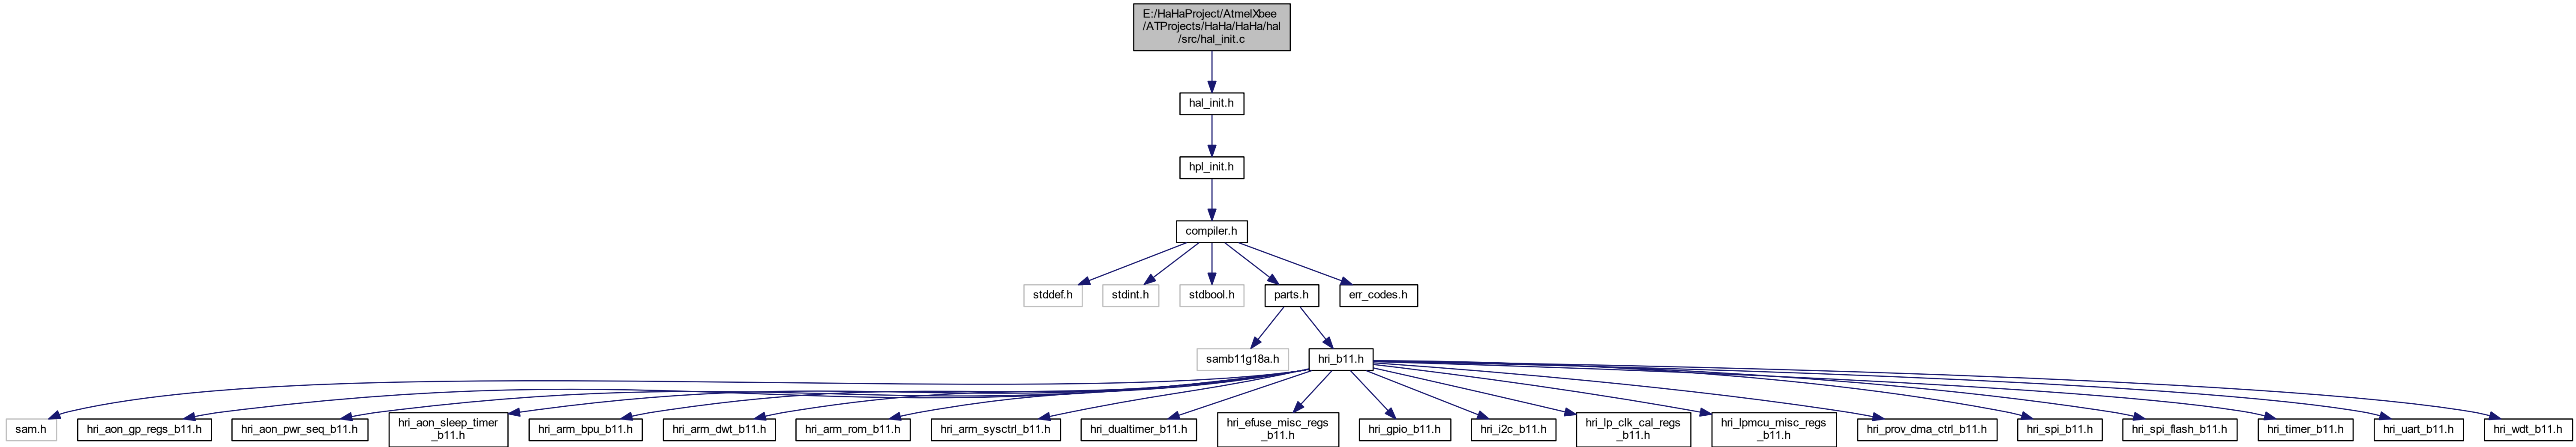 E:/HaHaProject/AtmelXbee
/ATProjects/HaHa/HaHa/hal
/src/hal_init.c
hal_init.h
hpl_init.h
compiler.h
stddef.h
stdint.h
stdbool.h
parts.h
err_codes.h
samb11g18a.h
hri_b11.h
sam.h
hri_aon_gp_regs_b11.h
hri_aon_pwr_seq_b11.h
hri_aon_sleep_timer
_b11.h
hri_arm_bpu_b11.h
hri_arm_dwt_b11.h
hri_arm_rom_b11.h
hri_arm_sysctrl_b11.h
hri_dualtimer_b11.h
hri_efuse_misc_regs
_b11.h
hri_gpio_b11.h
hri_i2c_b11.h
hri_lp_clk_cal_regs
_b11.h
hri_lpmcu_misc_regs
_b11.h
hri_prov_dma_ctrl_b11.h
hri_spi_b11.h
hri_spi_flash_b11.h
hri_timer_b11.h
hri_uart_b11.h
hri_wdt_b11.h